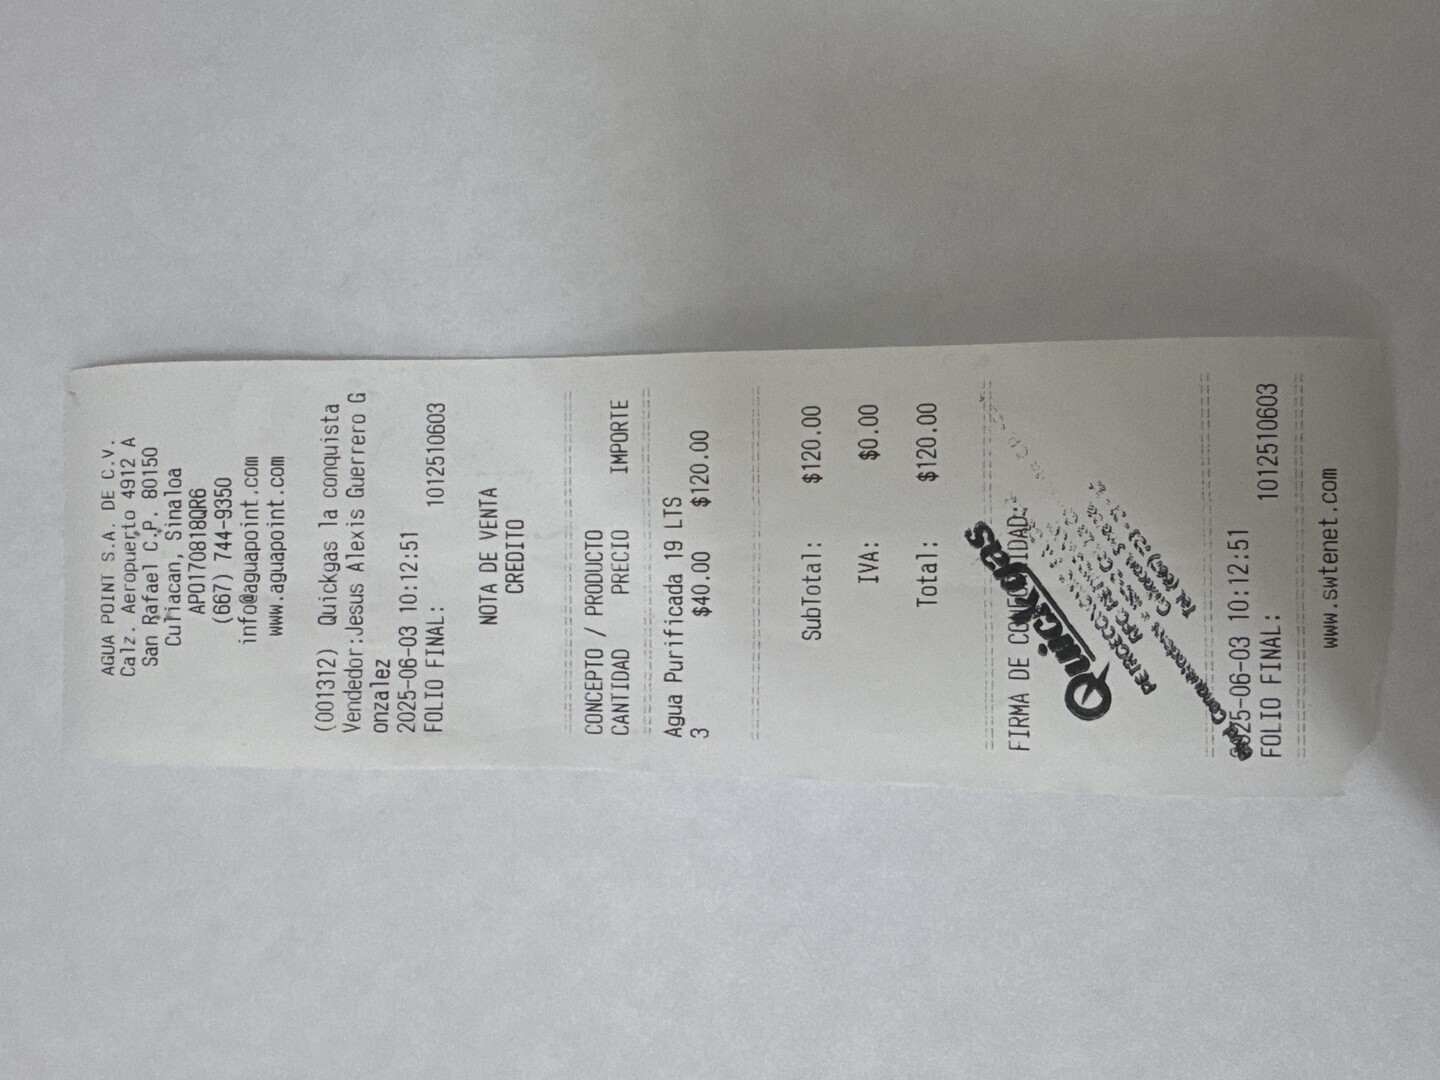 AGUA POINT S.A. DE C.V.
Calz. Aeropuerto 4912 A
San Rafael C.P. 80150
Culiacan, Sinaloa
APO170818QR6
(667) 744-9350
info@aguapoint.com
www.aguapoint.com
(001312) Quickgas la conquista
Vendedor:Jesus Alexis Guerrero G
onzalez
2025-06-03 10:12:51
FOLIO FINAL: 1012510603
NOTA DE VENTA
CREDITO
CONCEPTO / PRODUCTO
CANTIDAD PRECIO IMPORTE
Agua Purificada 19 LTS
3 $40.00 $120.00
SubTotal: $120.00
IVA: $0.00
Total: $120.00
FIRMA DE CONFORMIDAD:
Quickgas
2025-06-03 10:12:51
FOLIO FINAL: 1012510603
www.swtenet.com